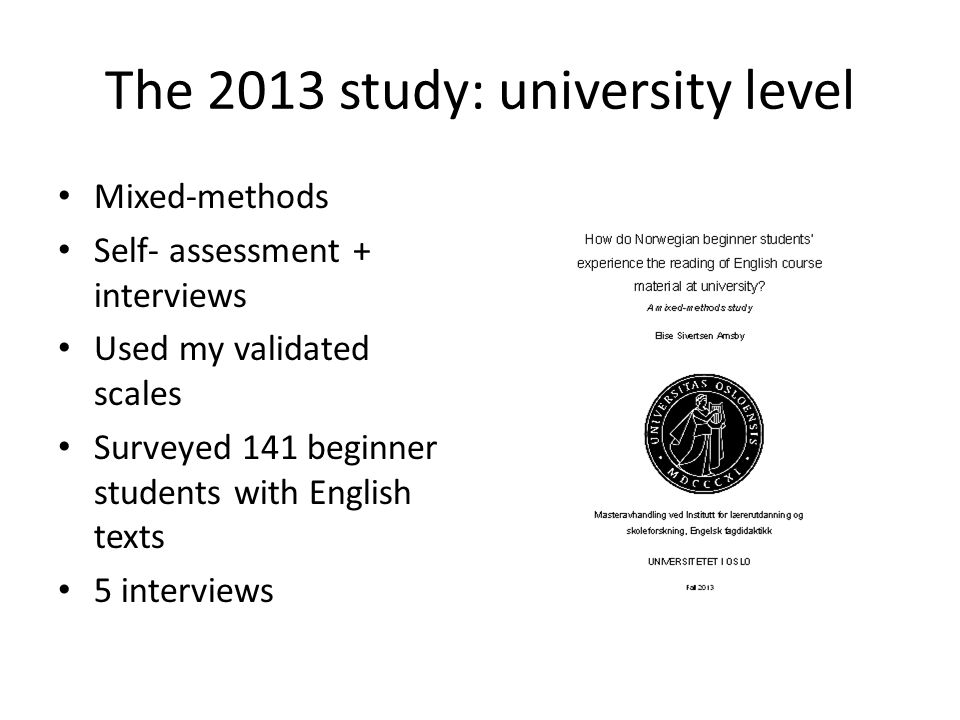 The 2013 study: university level
• Mixed-methods
• Self- assessment +
interviews
• Used my validated
scales
• Surveyed 141 beginner
students with English
texts
• 5 interviews
How do Norwegian beginner students'
experience the reading of English course
material at university?
A mixed-methods study
Elise Sivertsen Arnsby
UNIVERSITAS OSLOENSIS
MDCCCXI
Masteravhandling ved Institutt for lærerutdanning og
skoleforskning, Engelsk fagdidaktikk
UNIVERSITETET I OSLO
Fall 2013